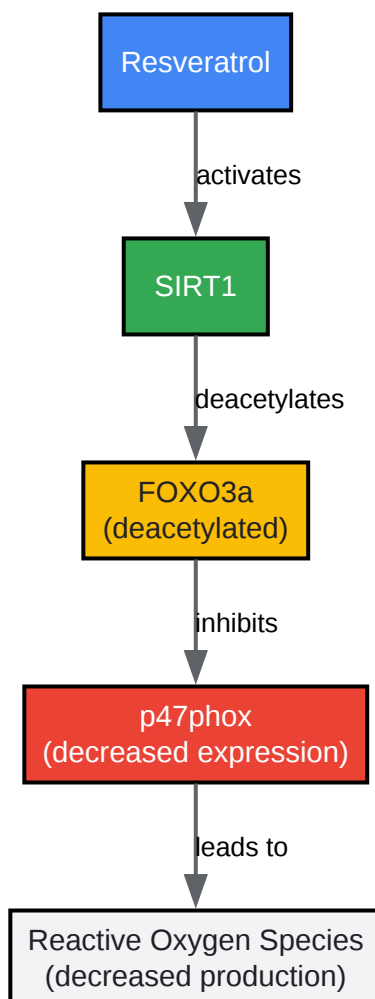 Resveratrol
activates
SIRT1
deacetylates
FOXO3a
(deacetylated)
inhibits
p47phox
(decreased expression)
leads to
Reactive Oxygen Species
(decreased production)